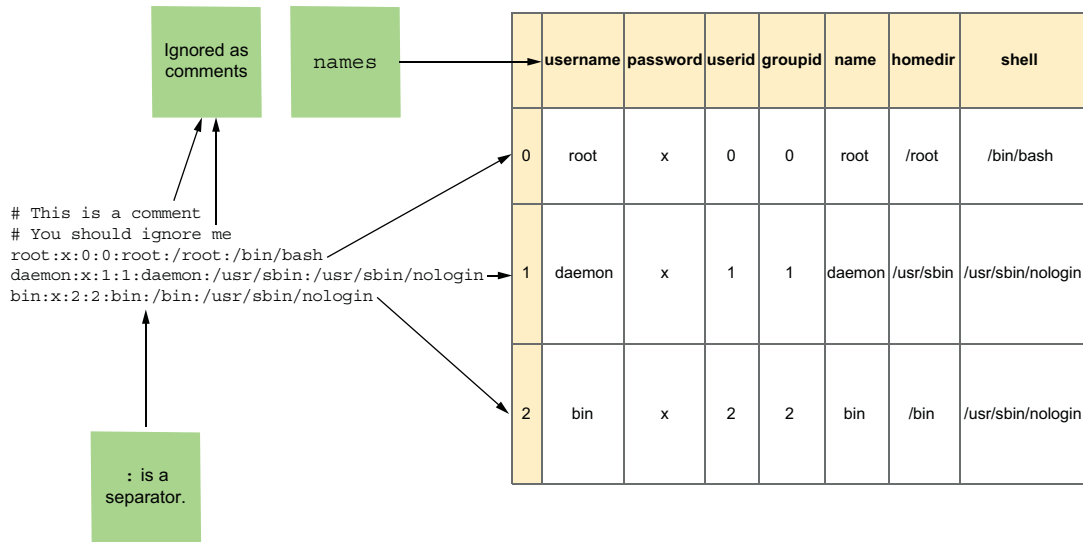 Ignored as
comments
names
# This is a comment
# You should ignore me
root:x:0:0:root:/root:/bin/bash
daemon:x:1:1:daemon:/usr/sbin:/usr/sbin/nologin
bin:x:2:2:bin:/bin:/usr/sbin/nologin
: is a
separator.
username password userid groupid name homedir shell
0 root x 0 0 root /root /bin/bash
1 daemon x 1 1 daemon /usr/sbin /usr/sbin/nologin
2 bin x 2 2 bin /bin /usr/sbin/nologin